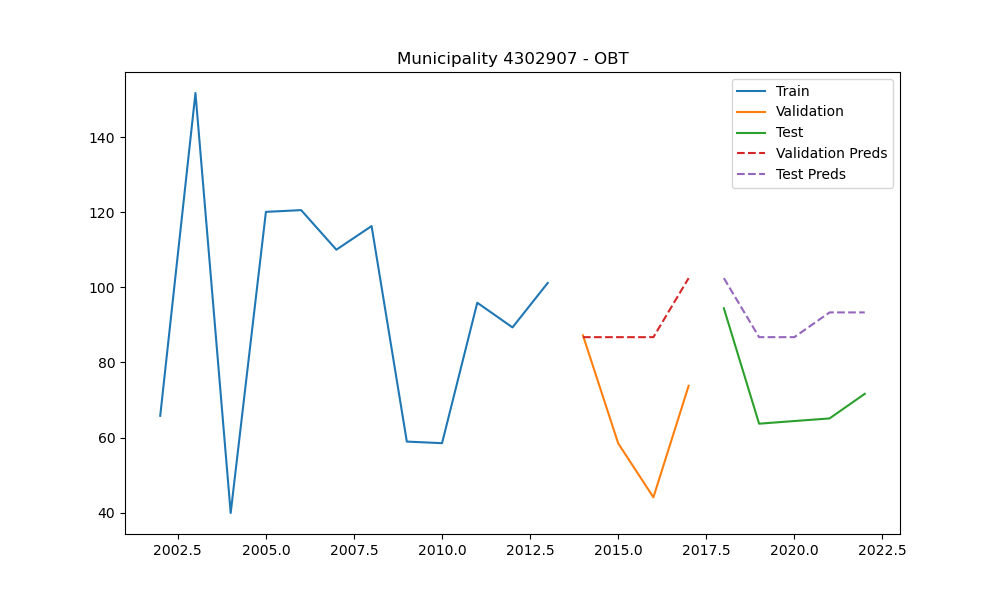 Municipality 4302907 - OBT
Train
Validation
Test
Validation Preds
Test Preds
140
120
100
80
60
40
2002.5 2005.0 2007.5 2010.0 2012.5 2015.0 2017.5 2020.0 2022.5